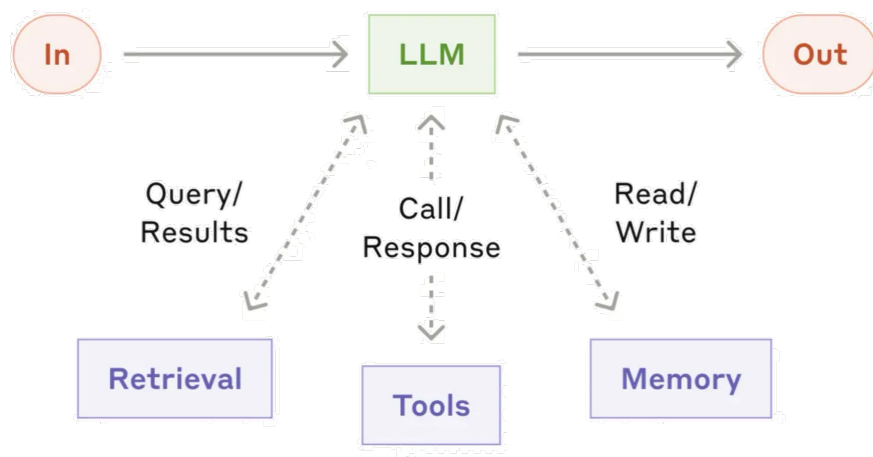 In
LLM
Out
Query/
Results
Call/
Response
Read/
Write
Retrieval
Tools
Memory